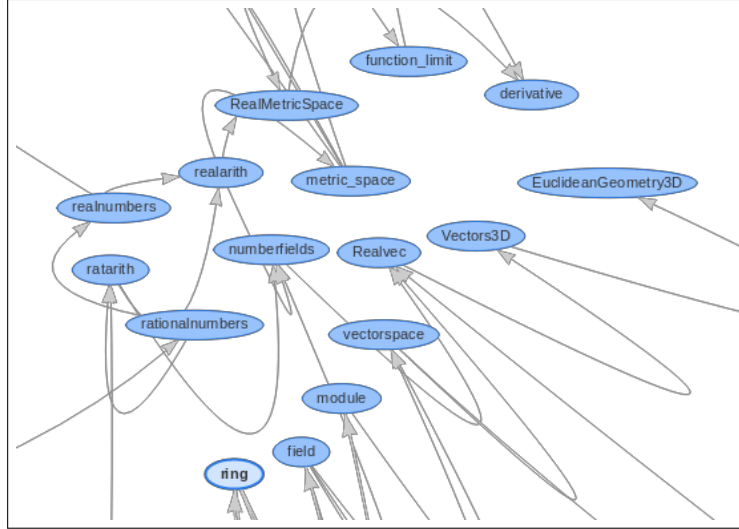 function_limit
derivative
RealMetricSpace
realarith
metric_space
EuclideanGeometry3D
realnumbers
Vectors3D
numberfields
Realvec
ratarith
rationalnumbers
vectorspace
module
field
ring